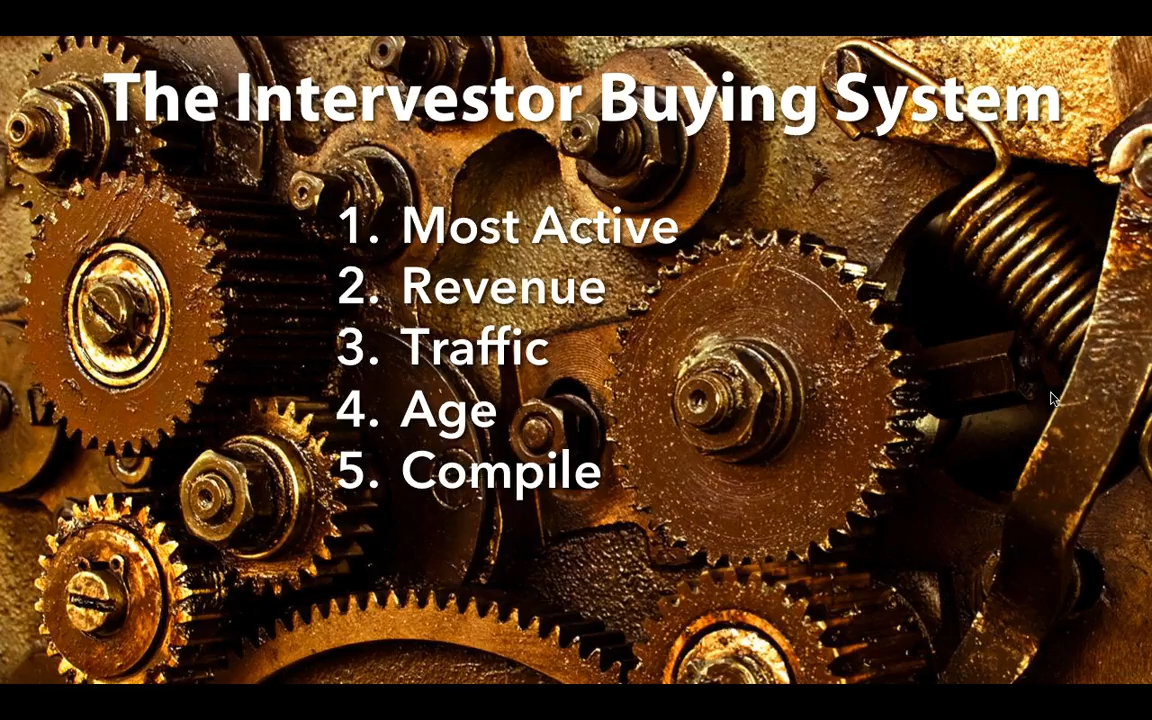 The Intervestor Buying System
1. Most Active
2. Revenue
3. Traffic
4. Age
5. Compile